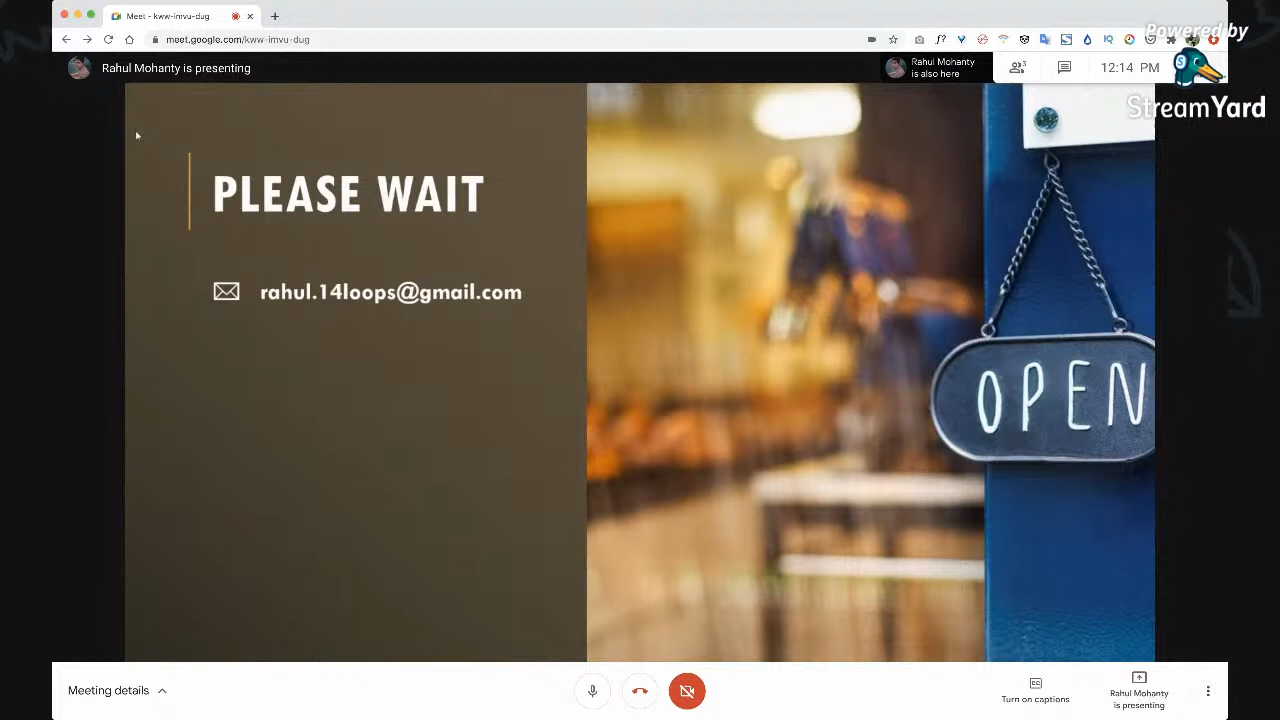 Meet - kww-imvu-dug
meet.google.com/kww-imvu-dug
Powered by
StreamYard
Rahul Mohanty is presenting
Rahul Mohanty
is also here
3
12:14 PM
PLEASE WAIT
rahul.14loops@gmail.com
OPEN
Meeting details
Turn on captions
Rahul Mohanty
is presenting